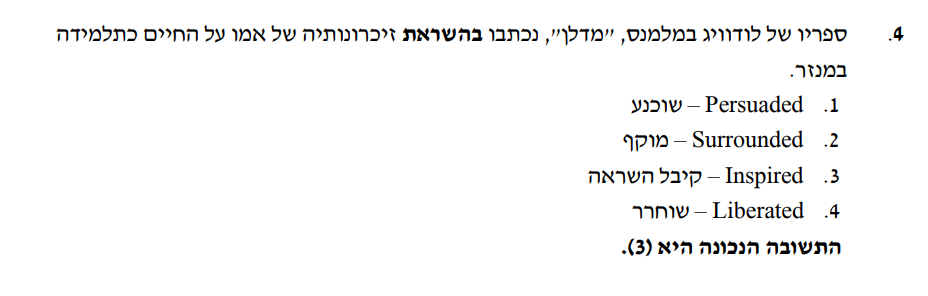 4. ספריו של לודוויג במלמנס, "מדלן", נכתבו בהשראת זיכרונותיה של אמו על החיים כתלמידה
במנזר.
1. Persuaded – שוכנע
2. Surrounded – מוקף
3. Inspired – קיבל השראה
4. Liberated – שוחרר
התשובה הנכונה היא (3).